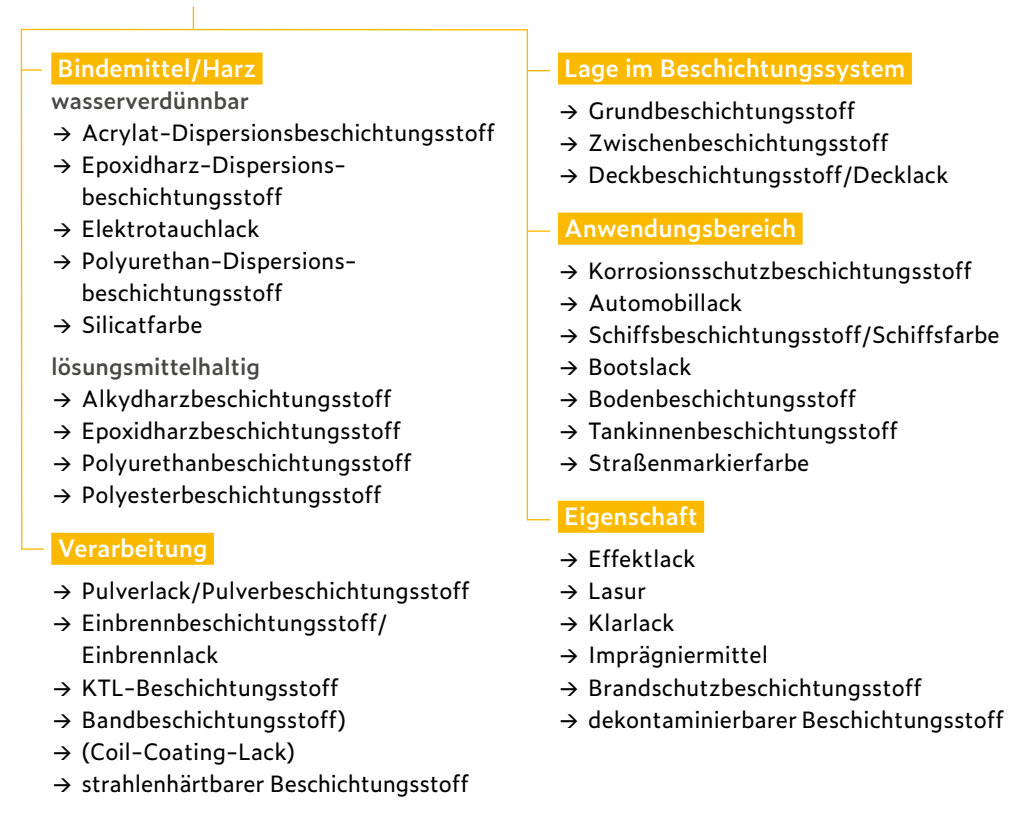 Bindemittel/Harz
wasserverdünnbar
→ Acrylat-Dispersionsbeschichtungsstoff
→ Epoxidharz-Dispersions-
beschichtungsstoff
→ Elektrotauchlack
→ Polyurethan-Dispersions-
beschichtungsstoff
→ Silicatfarbe
lösungsmittelhaltig
→ Alkydharzbeschichtungsstoff
→ Epoxidharzbeschichtungsstoff
→ Polyurethanbeschichtungsstoff
→ Polyesterbeschichtungsstoff
Verarbeitung
→ Pulverlack/Pulverbeschichtungsstoff
→ Einbrennbeschichtungsstoff/
Einbrennlack
→ KTL-Beschichtungsstoff
→ Bandbeschichtungsstoff)
→ (Coil-Coating-Lack)
→ strahlenhärtbarer Beschichtungsstoff
Lage im Beschichtungssystem
→ Grundbeschichtungsstoff
→ Zwischenbeschichtungsstoff
→ Deckbeschichtungsstoff/Decklack
Anwendungsbereich
→ Korrosionsschutzbeschichtungsstoff
→ Automobillack
→ Schiffsbeschichtungsstoff/Schiffsfarbe
→ Bootslack
→ Bodenbeschichtungsstoff
→ Tankinnenbeschichtungsstoff
→ Straßenmarkierfarbe
Eigenschaft
→ Effektlack
→ Lasur
→ Klarlack
→ Imprägniermittel
→ Brandschutzbeschichtungsstoff
→ dekontaminierbarer Beschichtungsstoff